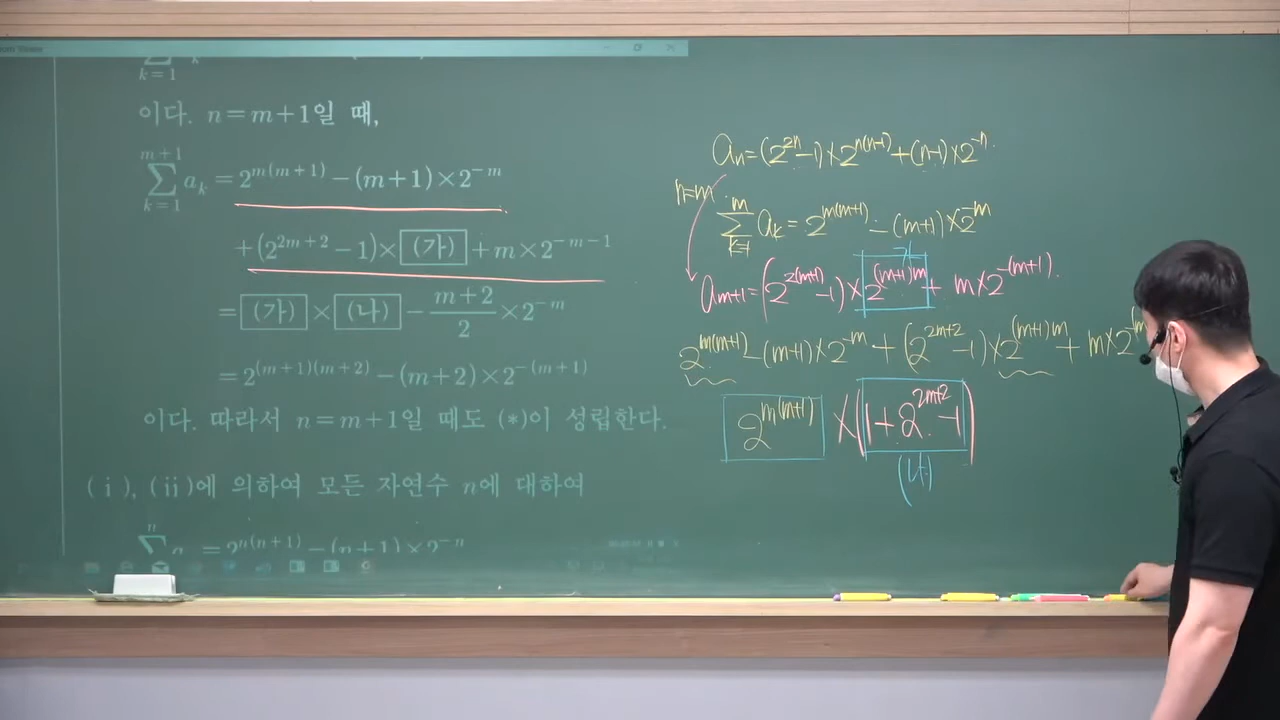 k=1
이다. n=m+1일 때,
m+1
∑ a_k = 2^{m(m+1)} − (m+1)×2^{−m}
k=1
+(2^{2m+2}−1)× (가) +m×2^{−m−1}
= (가) × (나) − \frac{m+2}{2} ×2^{−m}
=2^{(m+1)(m+2)} −(m+2)×2^{−(m+1)}
이다. 따라서 n=m+1일 때도 (*)이 성립한다.
(ⅰ), (ⅱ)에 의하여 모든 자연수 n에 대하여
n
∑ a = 2^{n(n+1)} −(n+1)×2^{−n}
a_n=(2^{2n}−1)×2^{n(n−1)}+(n−1)×2^{−n}.
n=m
m
∑ a_k = 2^{m(m+1)} − (m+1)×2^{−m}
k=1
가
a_{m+1}=(2^{2(m+1)}−1)×2^{(m+1)m}+ m×2^{−(m+1)}.
2^{m(m+1)}−(m+1)×2^{−m}+(2^{2m+2}−1)×2^{(m+1)m}+ m×2
2^{m(m+1)} ×(1+2^{2m+2}−1)
(나)